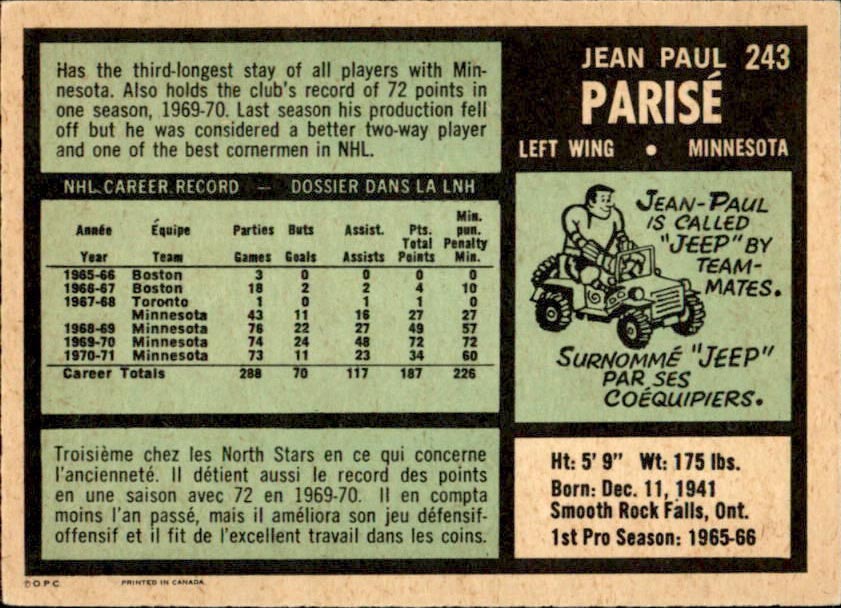 Has the third-longest stay of all players with Min-
nesota. Also holds the club's record of 72 points in
one season, 1969-70. Last season his production fell
off but he was considered a better two-way player
and one of the best cornermen in NHL.
JEAN PAUL 243
PARISÉ
LEFT WING • MINNESOTA
NHL CAREER RECORD — DOSSIER DANS LA LNH
Année Équipe Parties Buts Assist. Pts. Total Min. pun. Penalty
Year Team Games Goals Assists Points Min.
1965-66 Boston 3 0 0 0 0
1966-67 Boston 18 2 2 4 10
1967-68 Toronto 1 0 1 1 0
Minnesota 43 11 16 27 27
1968-69 Minnesota 76 22 27 49 57
1969-70 Minnesota 74 24 48 72 72
1970-71 Minnesota 73 11 23 34 60
Career Totals 288 70 117 187 226
JEAN-PAUL
IS CALLED
"JEEP" BY
TEAM-
MATES.
SURNOMMÉ "JEEP"
PAR SES
COÉQUIPIERS.
Troisième chez les North Stars en ce qui concerne
l'ancienneté. Il détient aussi le record des points
en une saison avec 72 en 1969-70. Il en compta
moins l'an passé, mais il améliora son jeu défensif-
offensif et il fit de l'excellent travail dans les coins.
Ht: 5' 9" Wt: 175 lbs.
Born: Dec. 11, 1941
Smooth Rock Falls, Ont.
1st Pro Season: 1965-66
©O.P.C. PRINTED IN CANADA